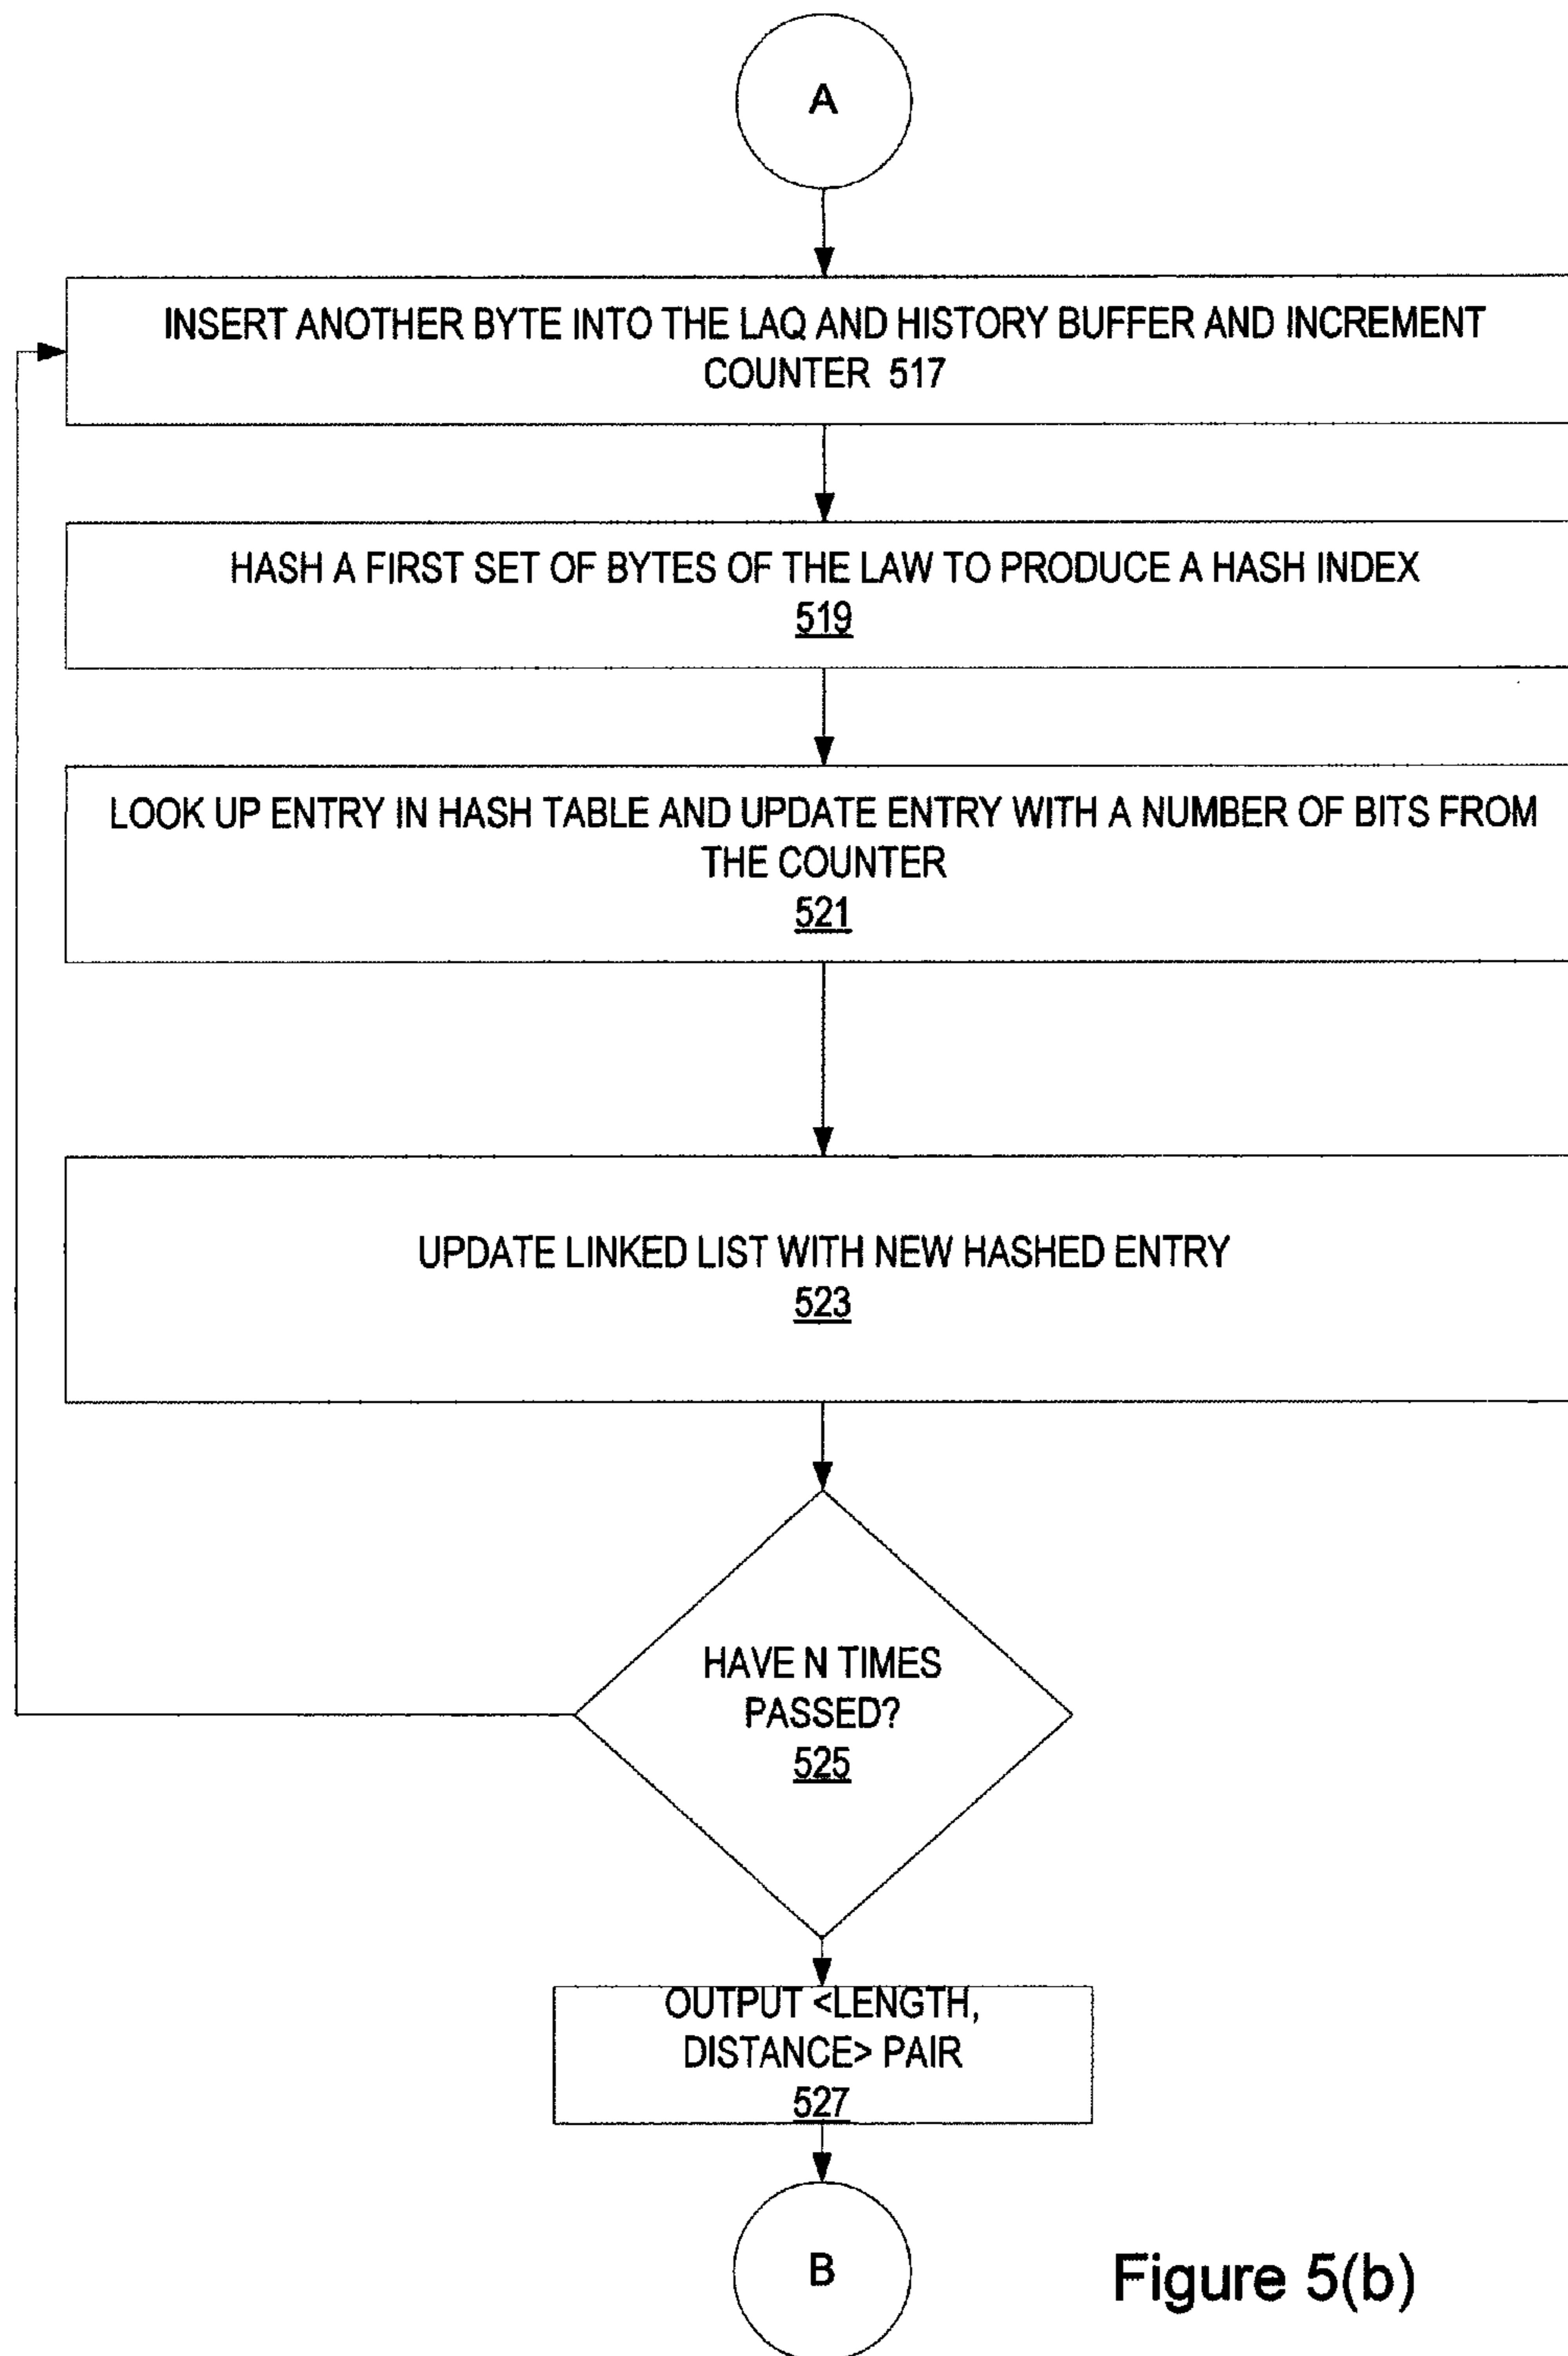 A
INSERT ANOTHER BYTE INTO THE LAQ AND HISTORY BUFFER AND INCREMENT
COUNTER 517
HASH A FIRST SET OF BYTES OF THE LAW TO PRODUCE A HASH INDEX
519
LOOK UP ENTRY IN HASH TABLE AND UPDATE ENTRY WITH A NUMBER OF BITS FROM
THE COUNTER
521
UPDATE LINKED LIST WITH NEW HASHED ENTRY
523
HAVE N TIMES
PASSED?
525
OUTPUT <LENGTH,
DISTANCE> PAIR
527
B
Figure 5(b)